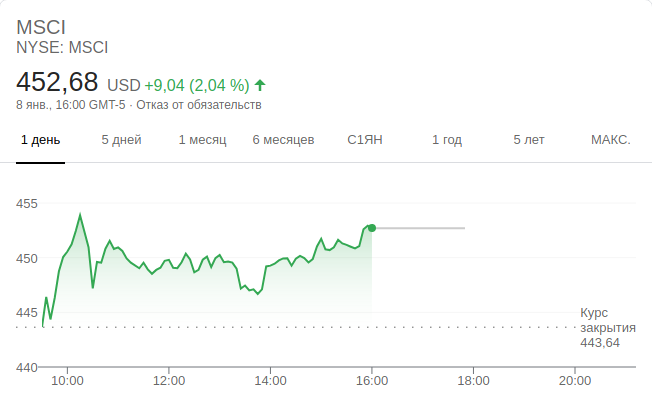 MSCI
NYSE: MSCI
452,68 USD +9,04 (2,04 %)
8 янв., 16:00 GMT-5 · Отказ от обязательств
1 день 5 дней 1 месяц 6 месяцев С1ЯН 1 год 5 лет МАКС.
455
450
445
440
Курс
закрытия
443,64
10:00 12:00 14:00 16:00 18:00 20:00